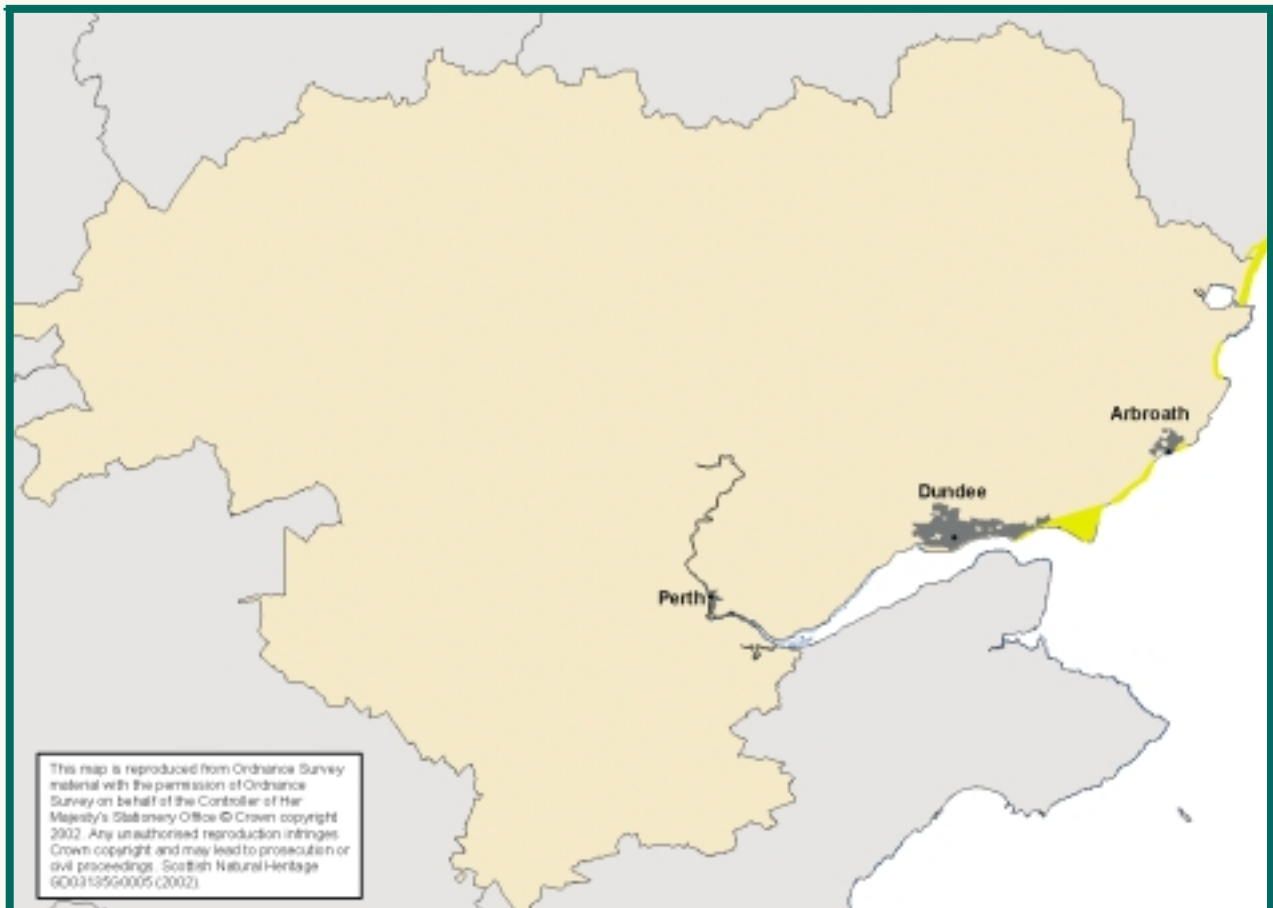 Arbroath
Dundee
Perth
This map is reproduced from Ordnance Survey
material with the permission of Ordnance
Survey on behalf of the Controller of Her
Majesty's Stationery Office © Crown copyright
2002. Any unauthorised reproduction infringes
Crown copyright and may lead to prosecution or
civil proceedings. Scottish Natural Heritage
GD03135G0005 (2002).